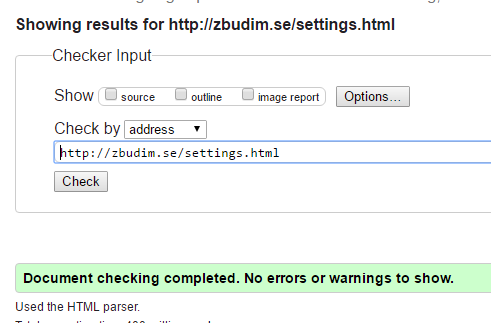 Showing results for http://zbudim.se/settings.html
Checker Input
Show source outline image report Options...
Check by address
http://zbudim.se/settings.html
Check
Document checking completed. No errors or warnings to show.
Used the HTML parser.